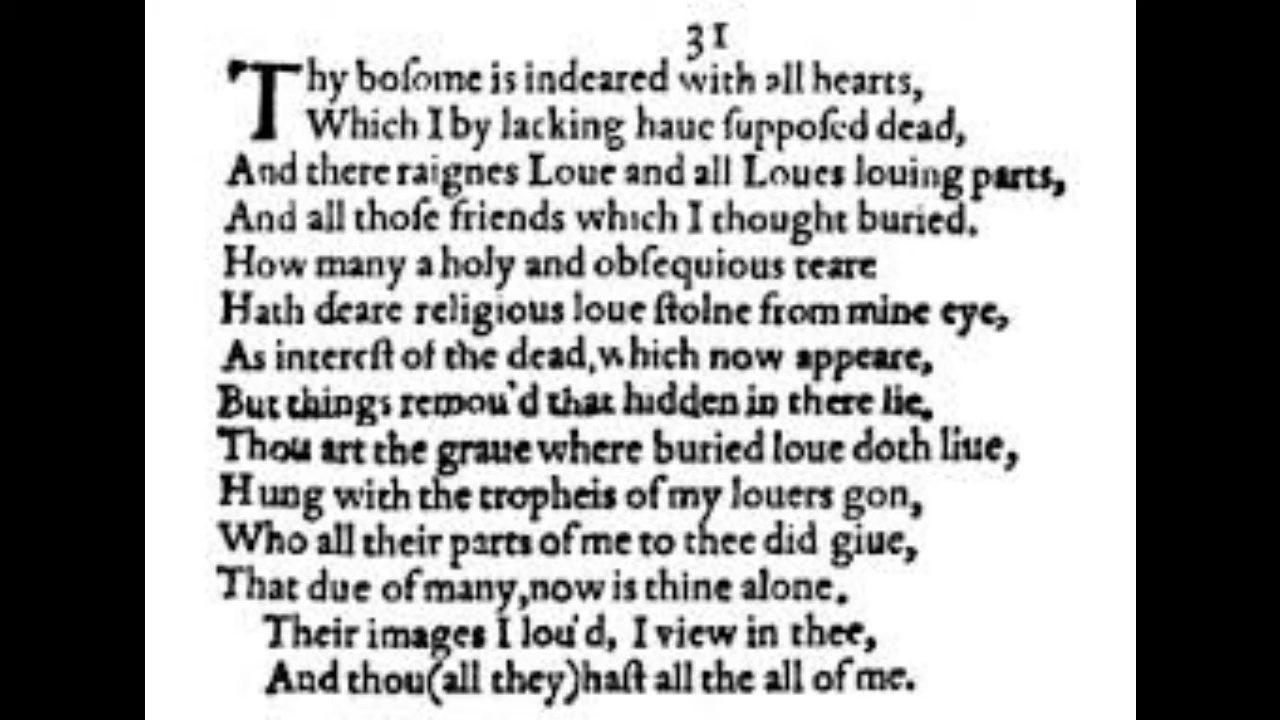 31
Thy boſome is indeared with all hearts,
Which I by lacking haue ſuppoſed dead,
And there raignes Loue and all Loues louing parts,
And all thoſe friends which I thought buried.
How many a holy and obſequious teare
Hath deare religious loue ſtolne from mine eye,
As intereſt of the dead,which now appeare,
But things remou'd that hidden in there lie.
Thou art the graue where buried loue doth liue,
Hung with the tropheis of my louers gon,
Who all their parts of me to thee did giue,
That due of many,now is thine alone.
Their images I lou'd, I view in thee,
And thou(all they)haſt all the all of me.